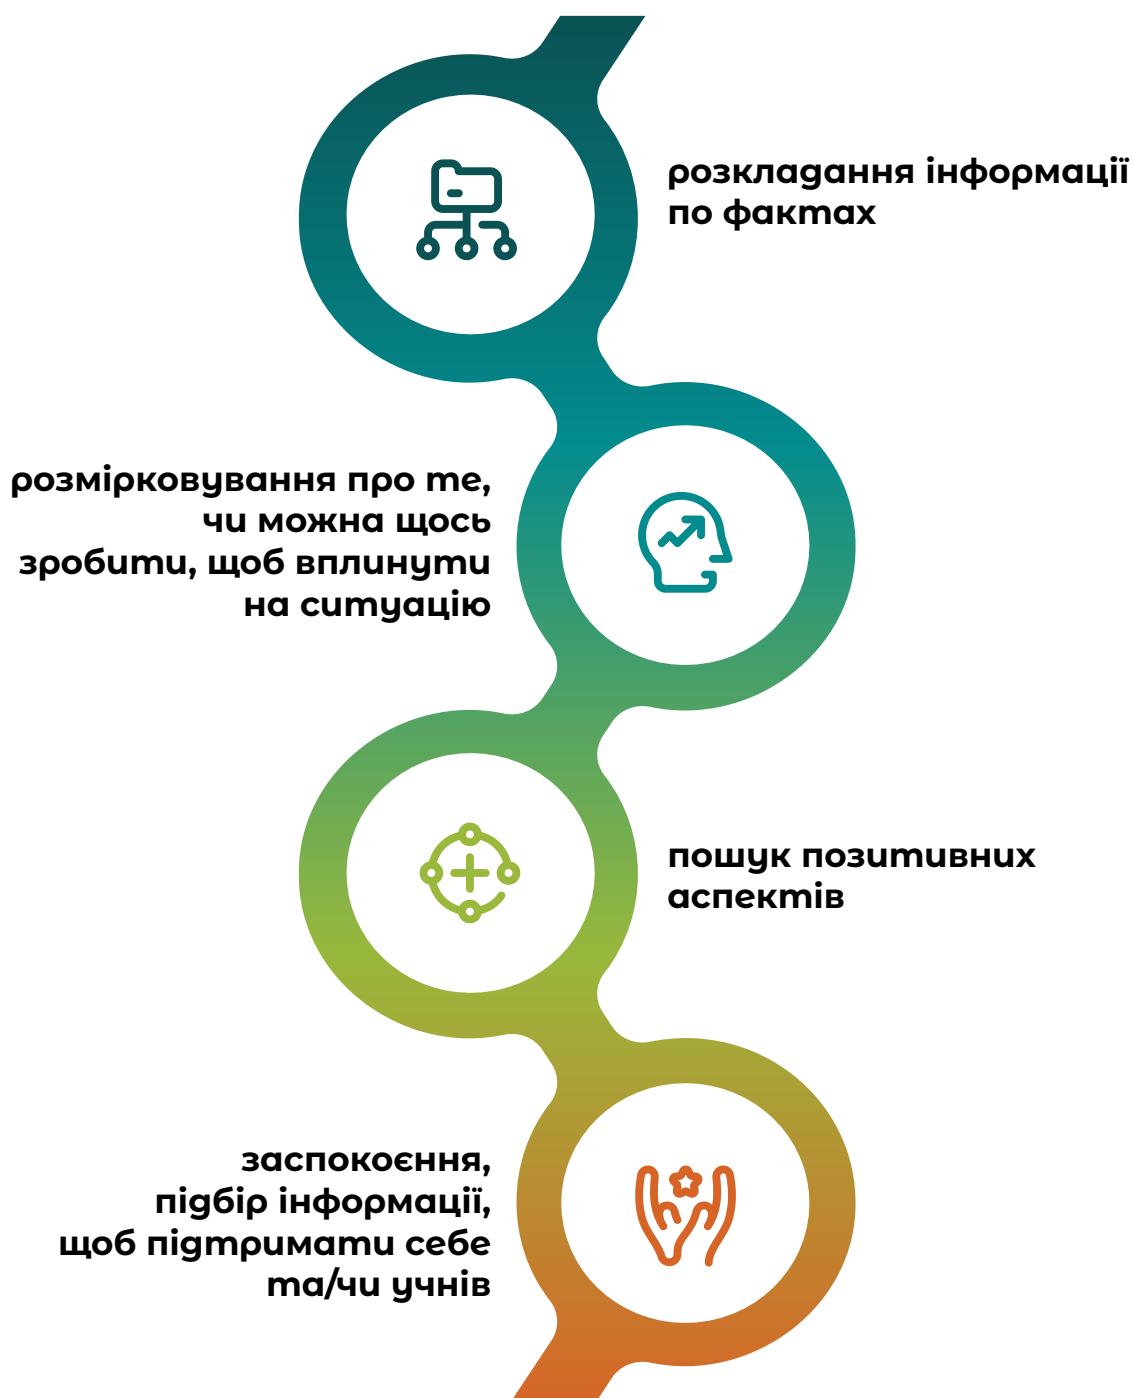 розкладання інформації
по фактах
розмірковування про те,
чи можна щось
зробити, щоб вплинути
на ситуацію
пошук позитивних
аспектів
заспокоєння,
підбір інформації,
щоб підтримати себе
та/чи учнів